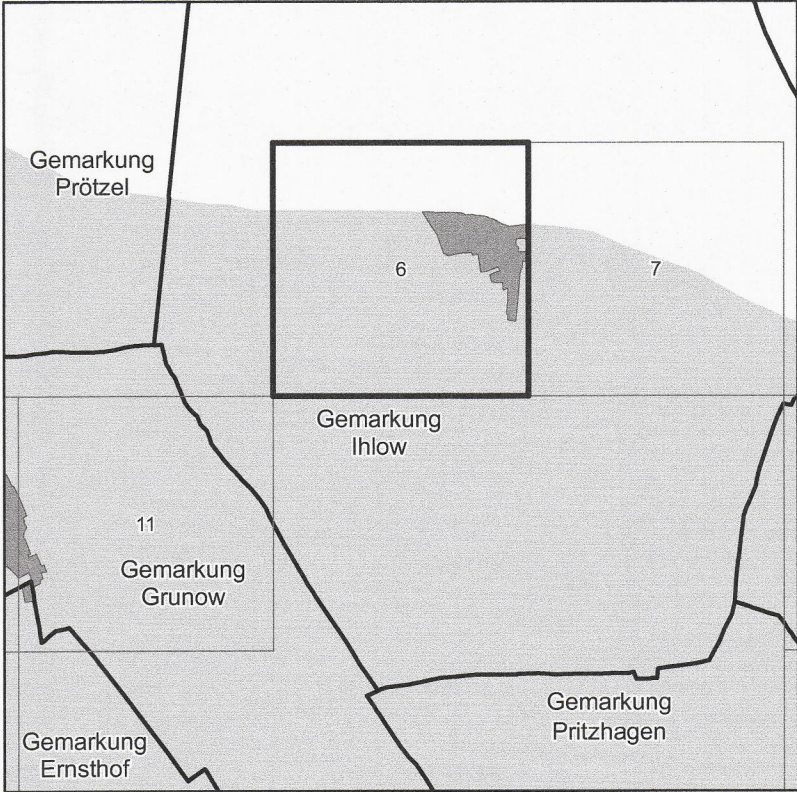 Gemarkung
Prötzel
6
7
Gemarkung
Ihlow
11
Gemarkung
Grunow
Gemarkung
Pritzhagen
Gemarkung
Ernsthof